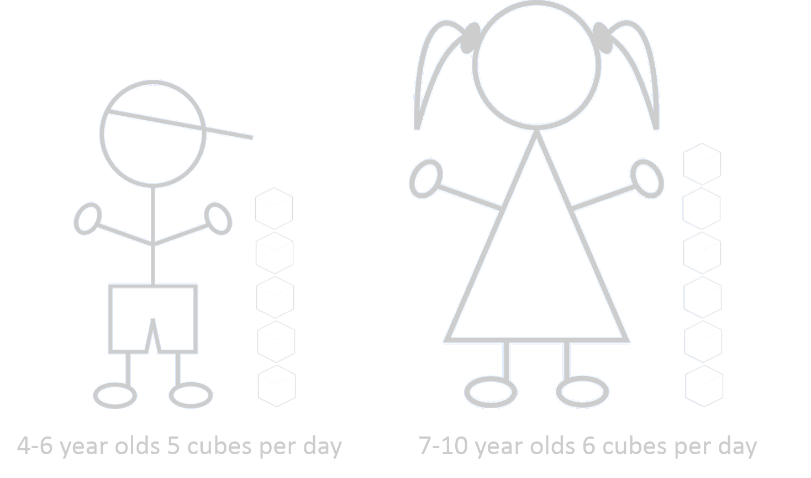 4-6 year olds 5 cubes per day
7-10 year olds 6 cubes per day